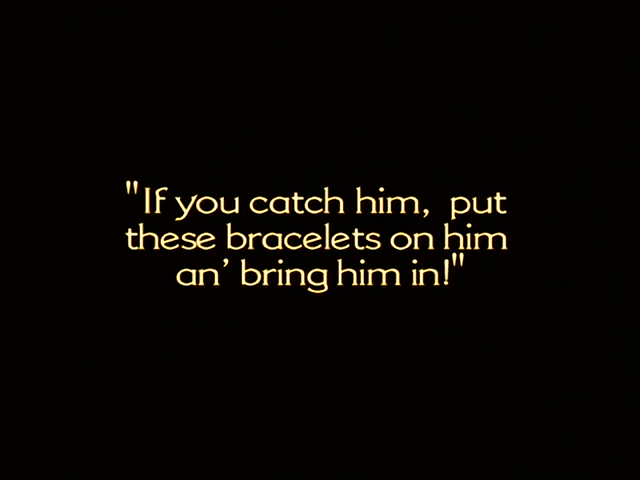 "If you catch him, put
these bracelets on him
an' bring him in!"